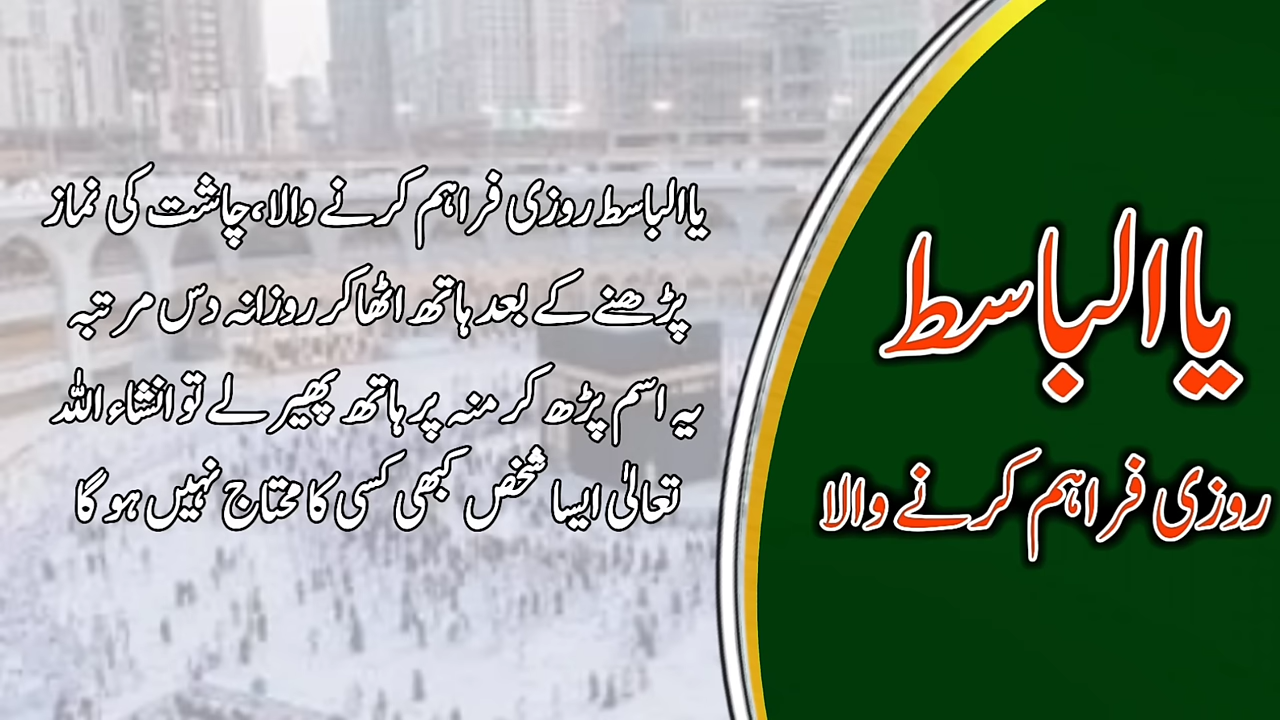 یاالباسط
روزی فراہم کرنے والا
یاالباسط روزی فراہم کرنے والا،چاشت کی نماز
پڑھنے کے بعد ہاتھ اٹھا کر روزانہ دس مرتبہ
یہ اسم پڑھ کر منہ پر ہاتھ پھیر لے تو انشاء اللہ
تعالیٰ ایسا شخص کبھی کسی کا محتاج نہیں ہو گا